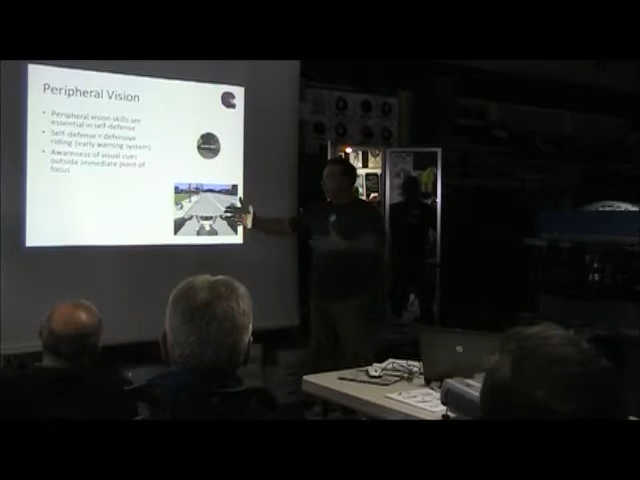 Peripheral Vision
• Peripheral vision skills are
essential in self-defense
• Self-defense = defensive
riding (early warning system)
• Awareness of visual cues
outside immediate point of
focus